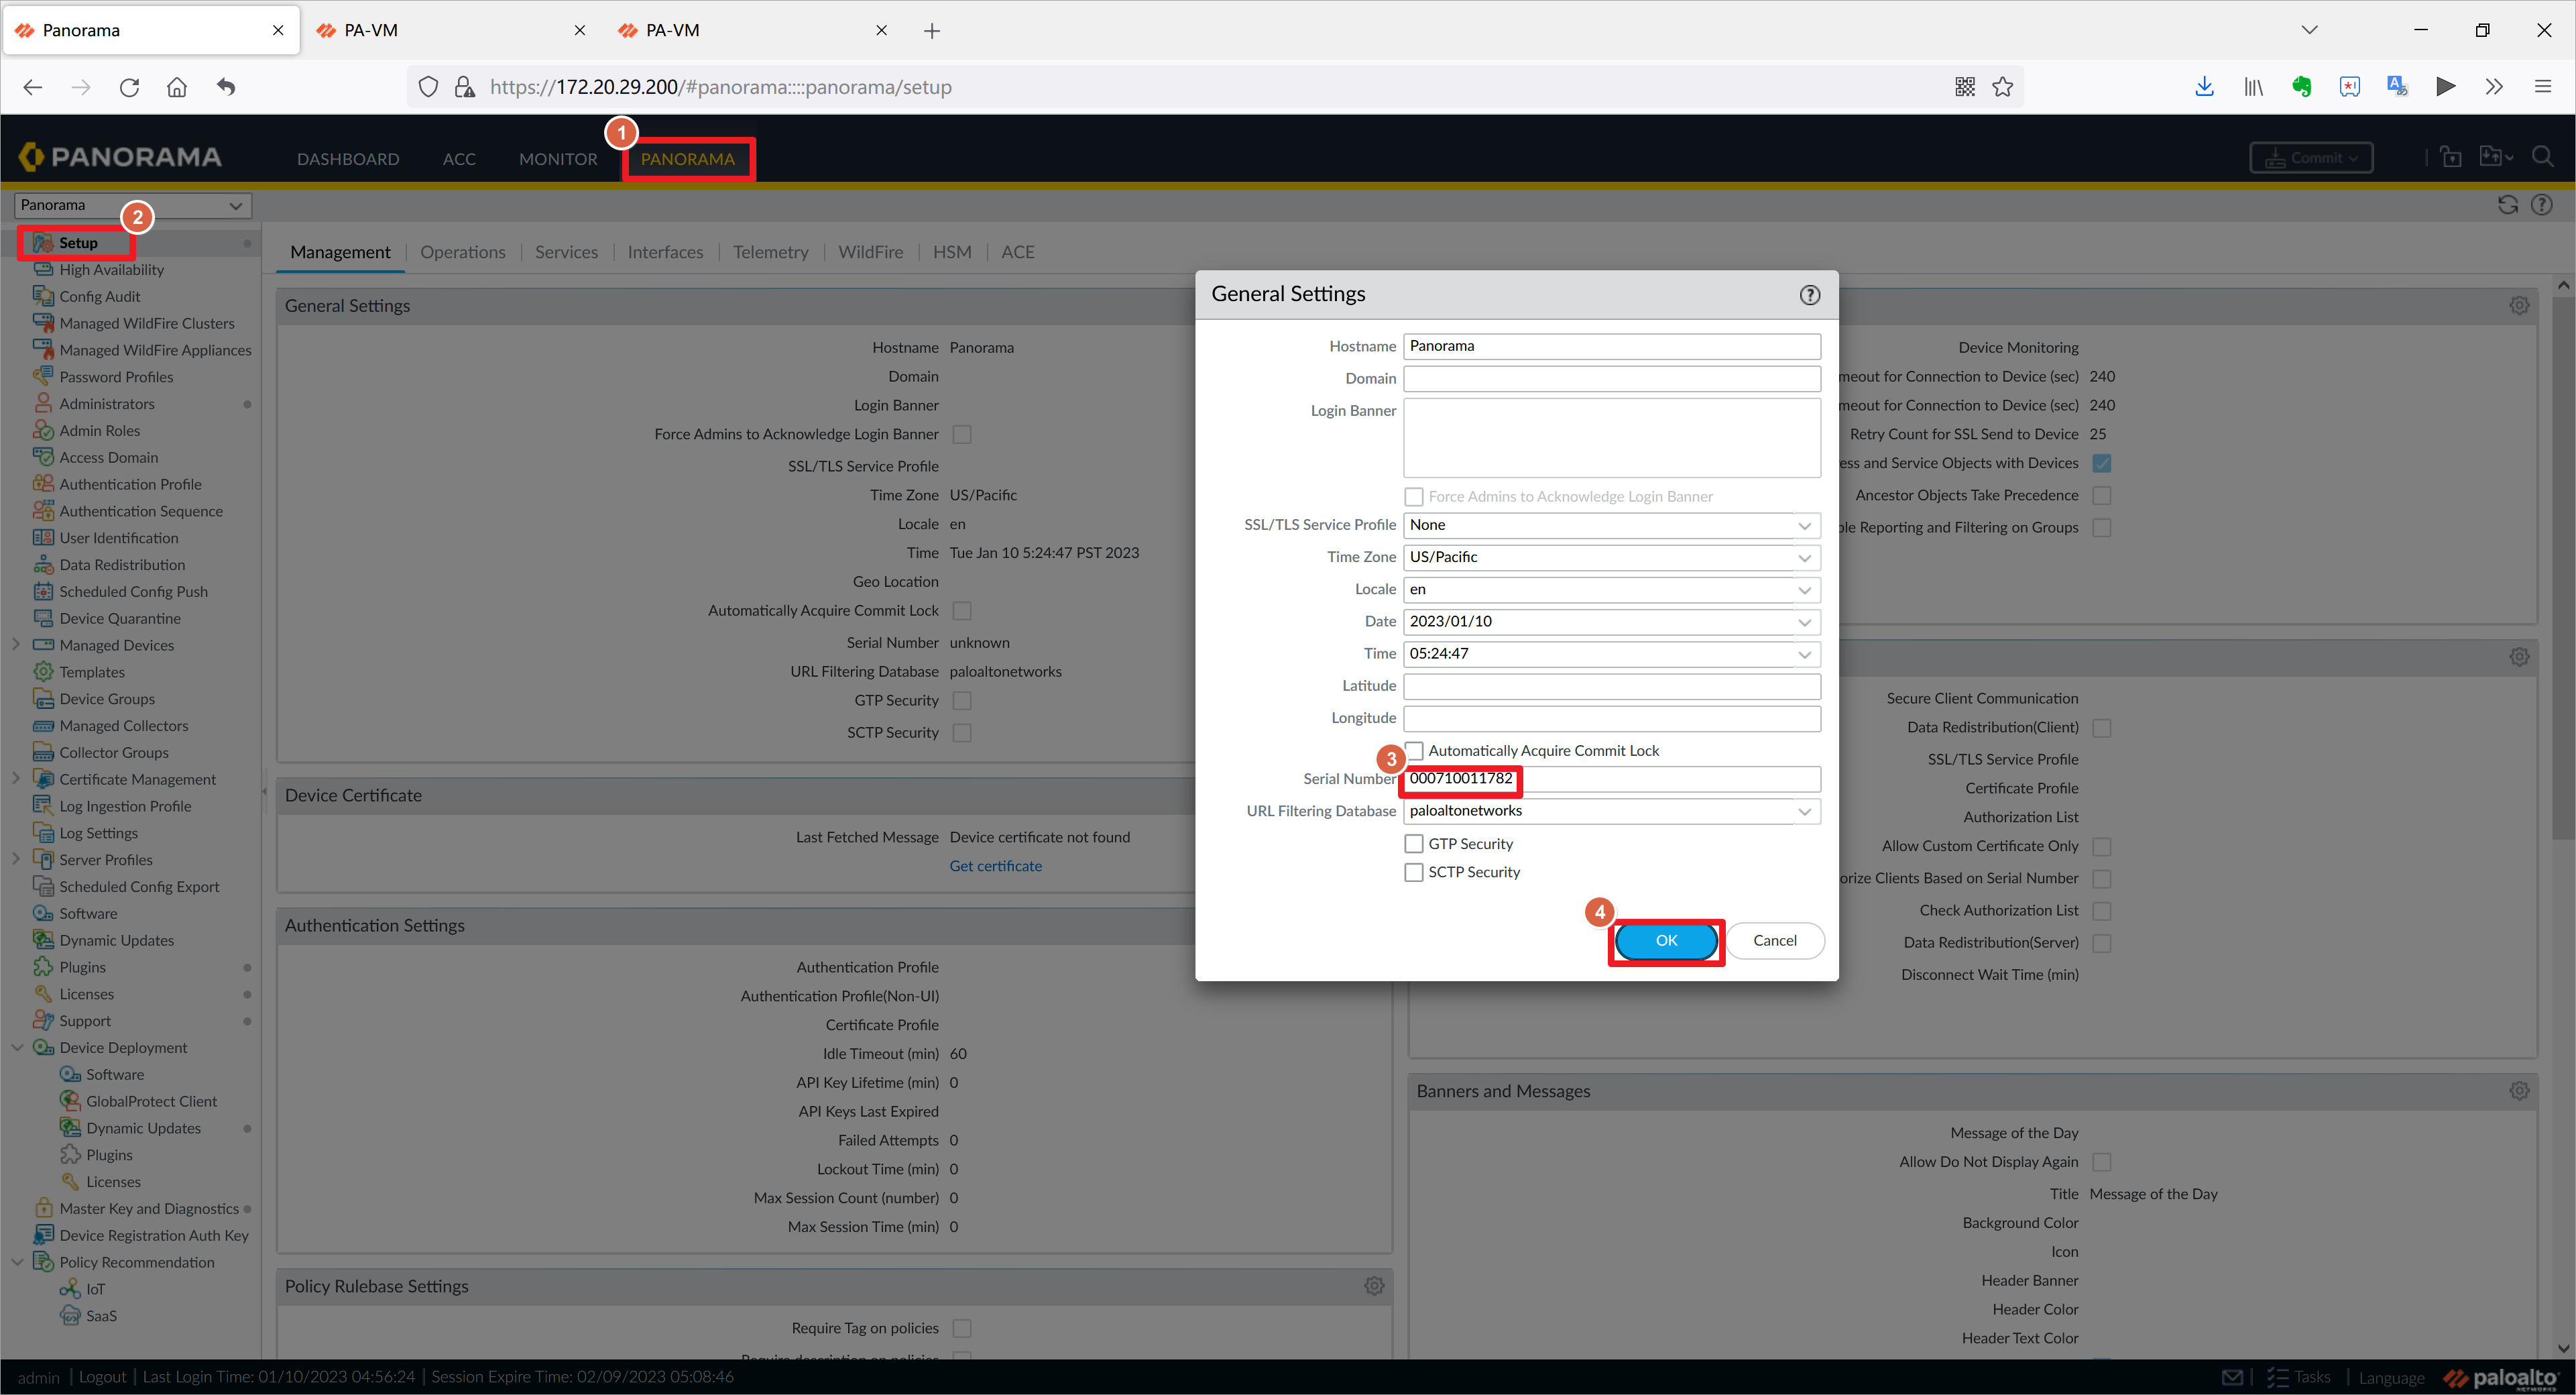 Panorama
PA-VM
PA-VM
https://172.20.29.200/#panorama::::panorama/setup
1
PANORAMA
DASHBOARD
ACC
MONITOR
PANORAMA
Commit
Panorama
2
Setup
High Availability
Config Audit
Managed WildFire Clusters
Managed WildFire Appliances
Password Profiles
Administrators
Admin Roles
Access Domain
Authentication Profile
Authentication Sequence
User Identification
Data Redistribution
Scheduled Config Push
Device Quarantine
Managed Devices
Templates
Device Groups
Managed Collectors
Collector Groups
Certificate Management
Log Ingestion Profile
Log Settings
Server Profiles
Scheduled Config Export
Software
Dynamic Updates
Plugins
Licenses
Support
Device Deployment
Software
GlobalProtect Client
Dynamic Updates
Plugins
Licenses
Master Key and Diagnostics
Device Registration Auth Key
Policy Recommendation
IoT
SaaS
Management
Operations
Services
Interfaces
Telemetry
WildFire
HSM
ACE
General Settings
Hostname Panorama
Domain
Login Banner
Force Admins to Acknowledge Login Banner
SSL/TLS Service Profile
Time Zone US/Pacific
Locale en
Time Tue Jan 10 5:24:47 PST 2023
Geo Location
Automatically Acquire Commit Lock
Serial Number unknown
URL Filtering Database paloaltonetworks
GTP Security
SCTP Security
Device Certificate
Last Fetched Message Device certificate not found
Get certificate
Authentication Settings
Authentication Profile
Authentication Profile(Non-UI)
Certificate Profile
Idle Timeout (min) 60
API Key Lifetime (min) 0
API Keys Last Expired
Failed Attempts 0
Lockout Time (min) 0
Max Session Count (number) 0
Max Session Time (min) 0
Policy Rulebase Settings
Require Tag on policies
General Settings
Hostname Panorama
Domain
Login Banner
Force Admins to Acknowledge Login Banner
SSL/TLS Service Profile None
Time Zone US/Pacific
Locale en
Date 2023/01/10
Time 05:24:47
Latitude
Longitude
Automatically Acquire Commit Lock
3
Serial Number 000710011782
URL Filtering Database paloaltonetworks
GTP Security
SCTP Security
4
OK
Cancel
Device Monitoring
meout for Connection to Device (sec) 240
meout for Connection to Device (sec) 240
Retry Count for SSL Send to Device 25
ess and Service Objects with Devices
Ancestor Objects Take Precedence
ble Reporting and Filtering on Groups
Secure Client Communication
Data Redistribution(Client)
SSL/TLS Service Profile
Certificate Profile
Authorization List
Allow Custom Certificate Only
orize Clients Based on Serial Number
Check Authorization List
Data Redistribution(Server)
Disconnect Wait Time (min)
Banners and Messages
Message of the Day
Allow Do Not Display Again
Title Message of the Day
Background Color
Icon
Header Banner
Header Color
Header Text Color
admin | Logout | Last Login Time: 01/10/2023 04:56:24 | Session Expire Time: 02/09/2023 05:08:46
Tasks | Language
paloalto
NETWORKS